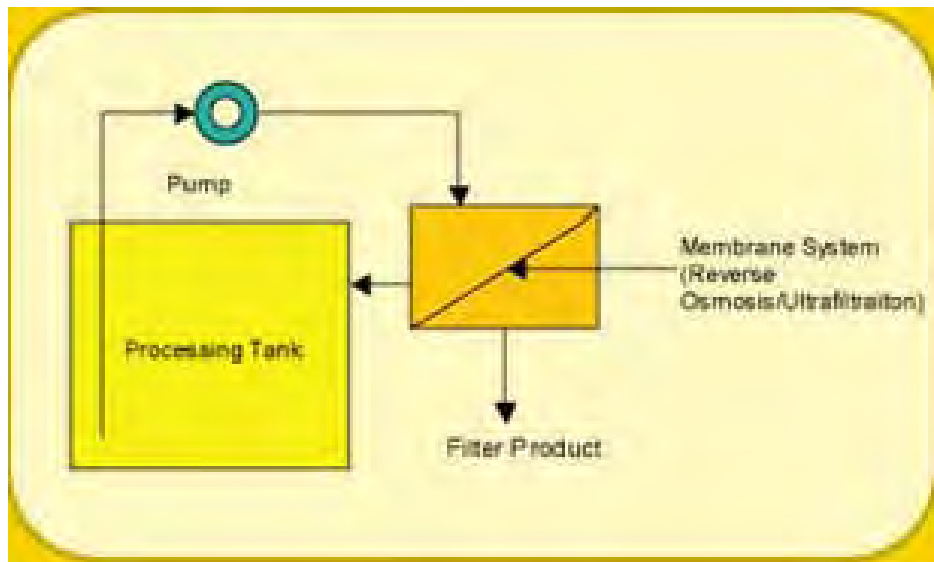 Pump
Membrane System
(Reverse
Osmosis/Ultrafiltraiton)
Processing Tank
Filter Product